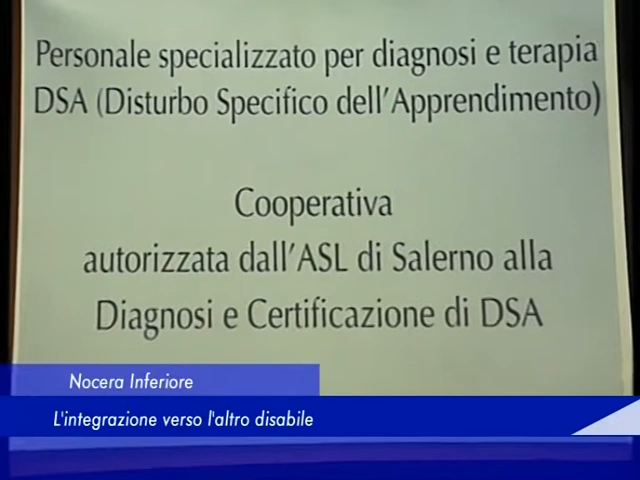 Personale specializzato per diagnosi e terapia
DSA (Disturbo Specifico dell'Apprendimento)
Cooperativa
autorizzata dall'ASL di Salerno alla
Diagnosi e Certificazione di DSA
Nocera Inferiore
L'integrazione verso l'altro disabile